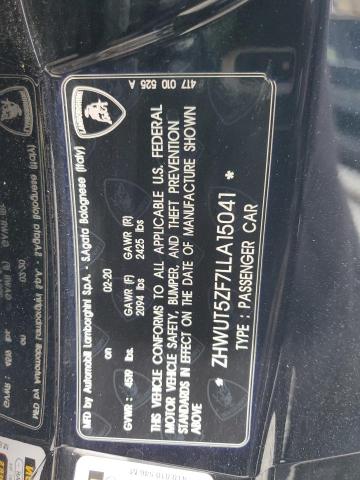 417 010 525 A
LAMBORGHINI
MFD by Automobili Lamborghini S.p.A. - S.Agata Bolognese (Italy)
on 02-20 GAWR (F) GAWR (R)
GVWR : 4519 lbs. 2094 lbs 2425 lbs
THIS VEHICLE CONFORMS TO ALL APPLICABLE U.S. FEDERAL
MOTOR VEHICLE SAFETY, BUMPER, AND THEFT PREVENTION
STANDARDS IN EFFECT ON THE DATE OF MANUFACTURE SHOWN
ABOVE
* ZHWUT5ZF7LLA15041 *
TYPE : PASSENGER CAR